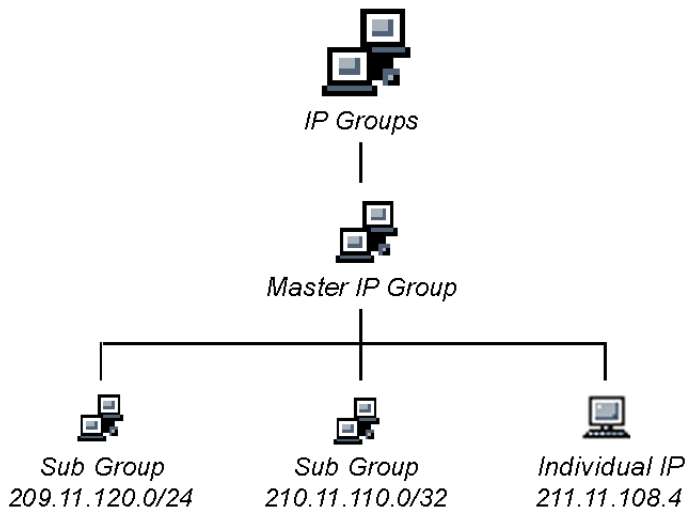 IP Groups
Master IP Group
Sub Group
209.11.120.0/24
Sub Group
210.11.110.0/32
Individual IP
211.11.108.4